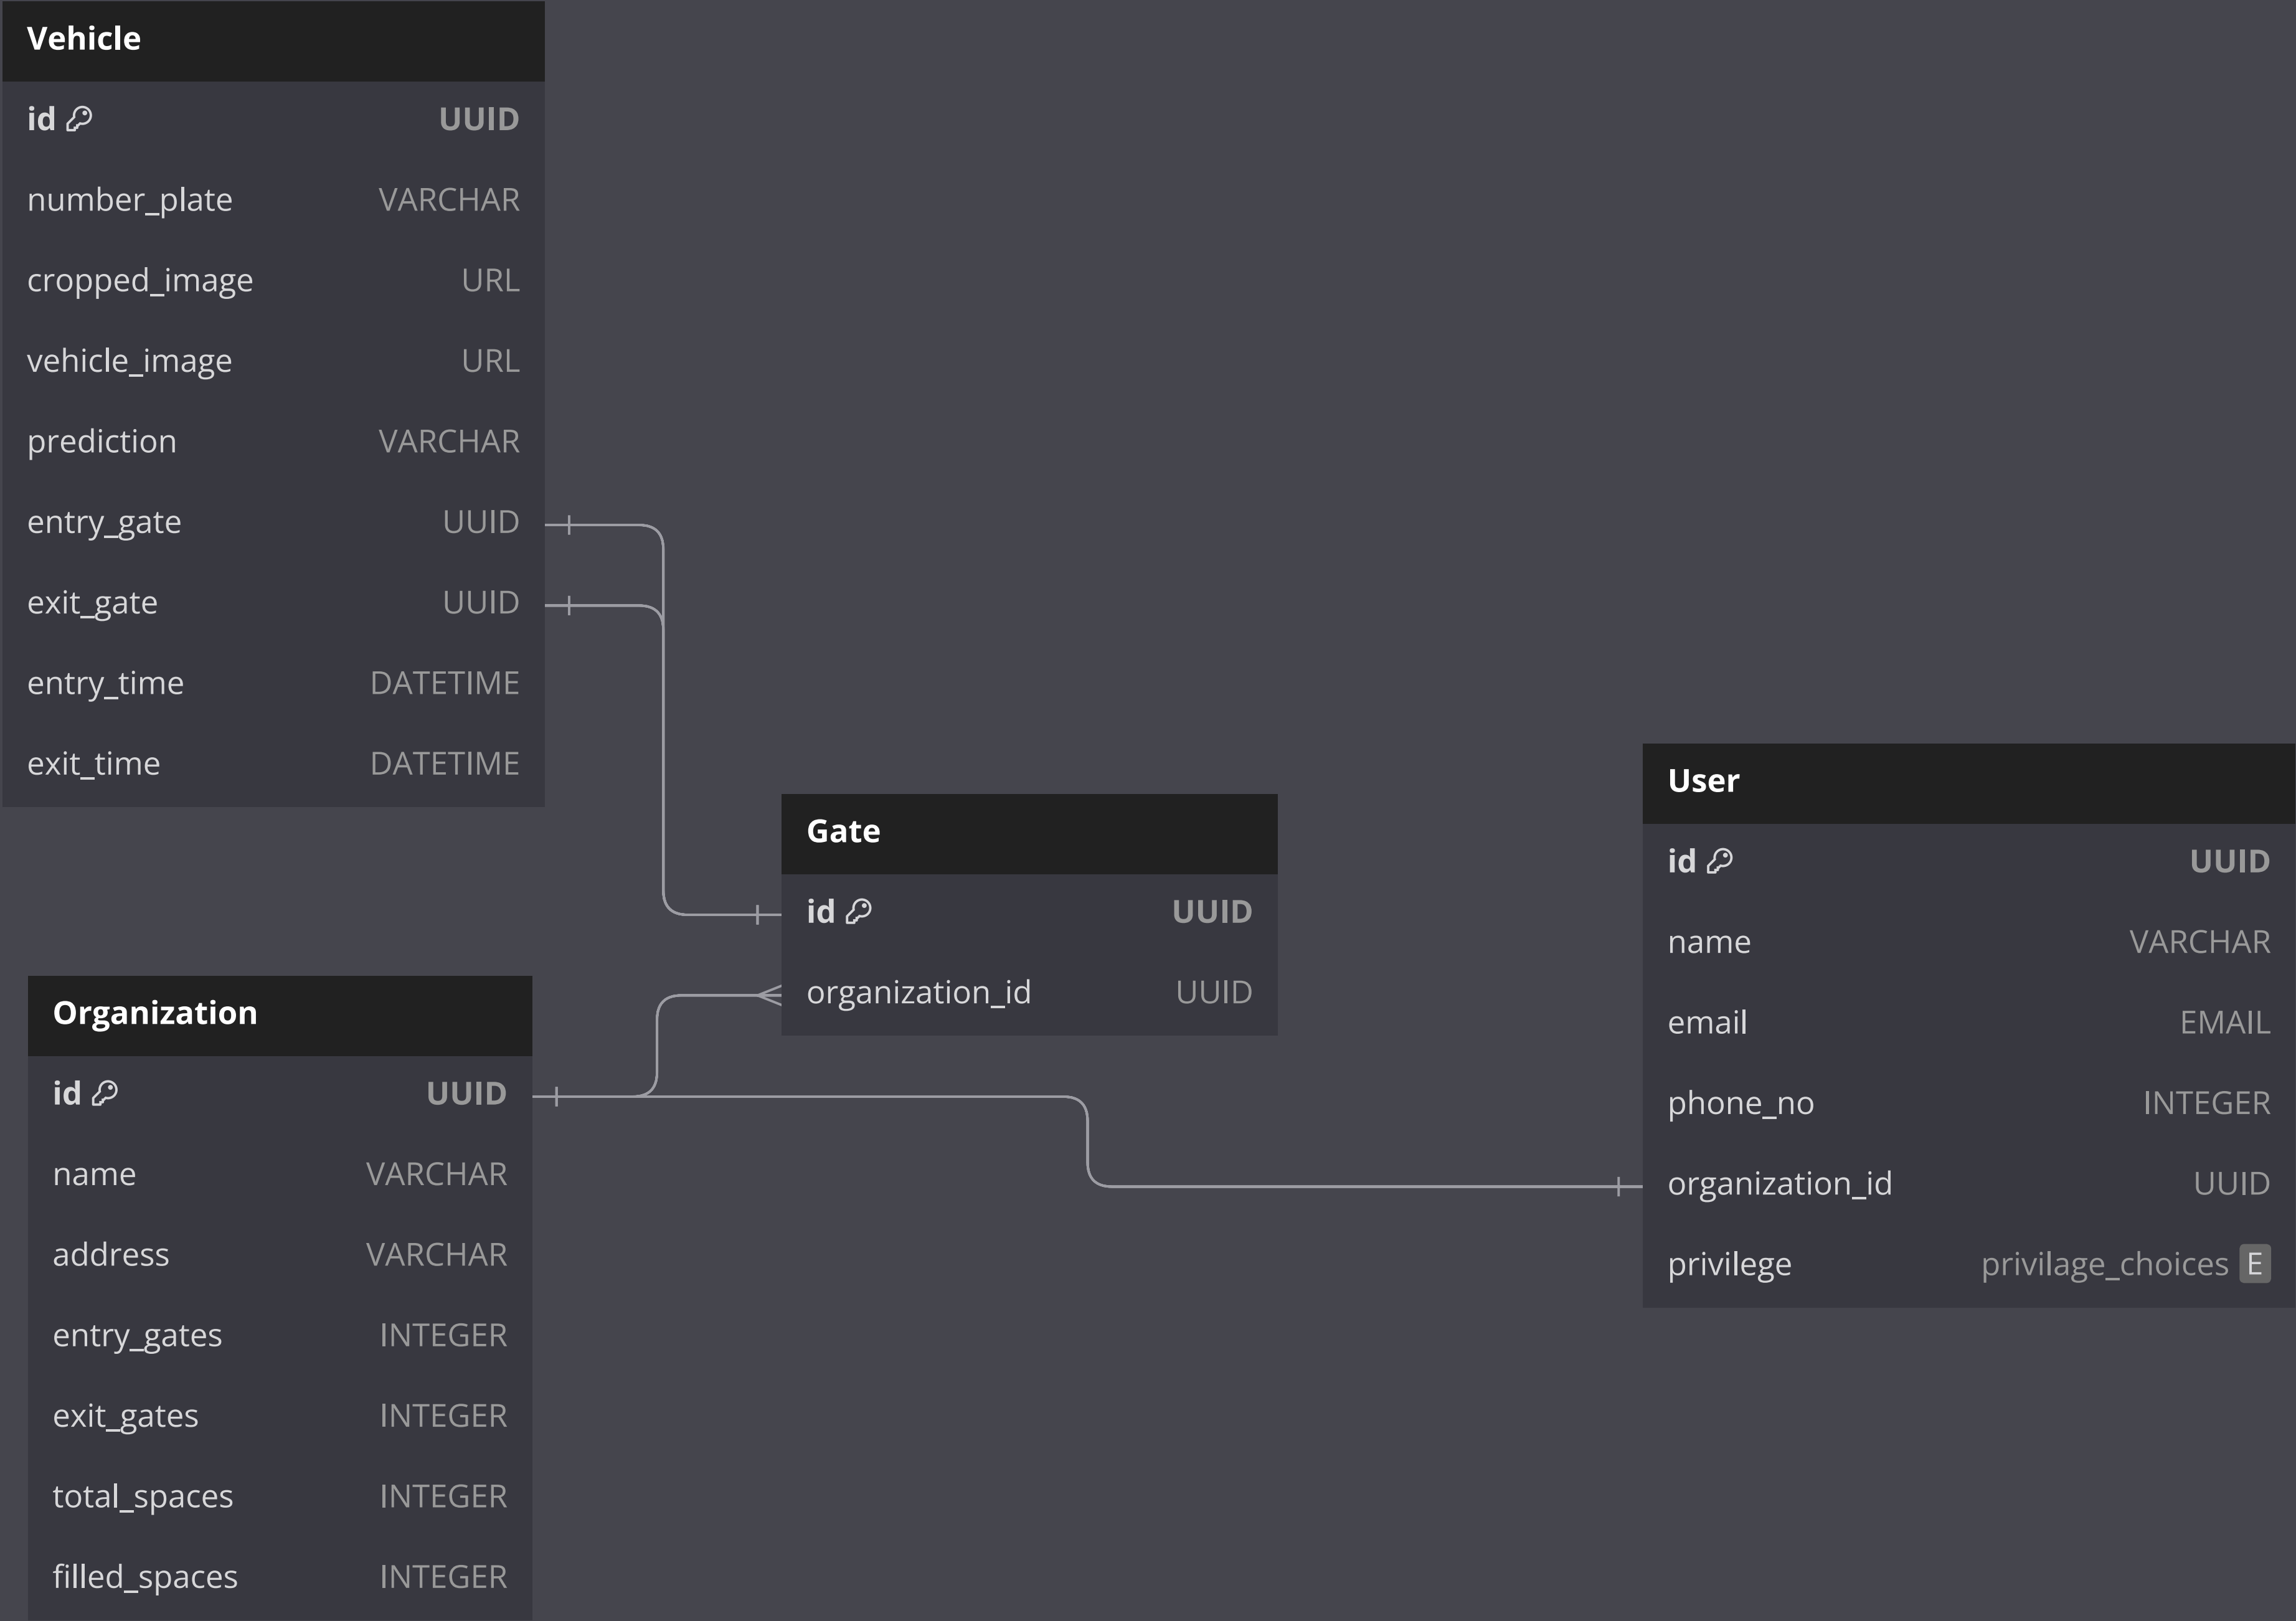 Vehicle
id UUID
number_plate VARCHAR
cropped_image URL
vehicle_image URL
prediction VARCHAR
entry_gate UUID
exit_gate UUID
entry_time DATETIME
exit_time DATETIME
Gate
id UUID
organization_id UUID
User
id UUID
name VARCHAR
email EMAIL
phone_no INTEGER
organization_id UUID
privilege privilage_choices E
Organization
id UUID
name VARCHAR
address VARCHAR
entry_gates INTEGER
exit_gates INTEGER
total_spaces INTEGER
filled_spaces INTEGER